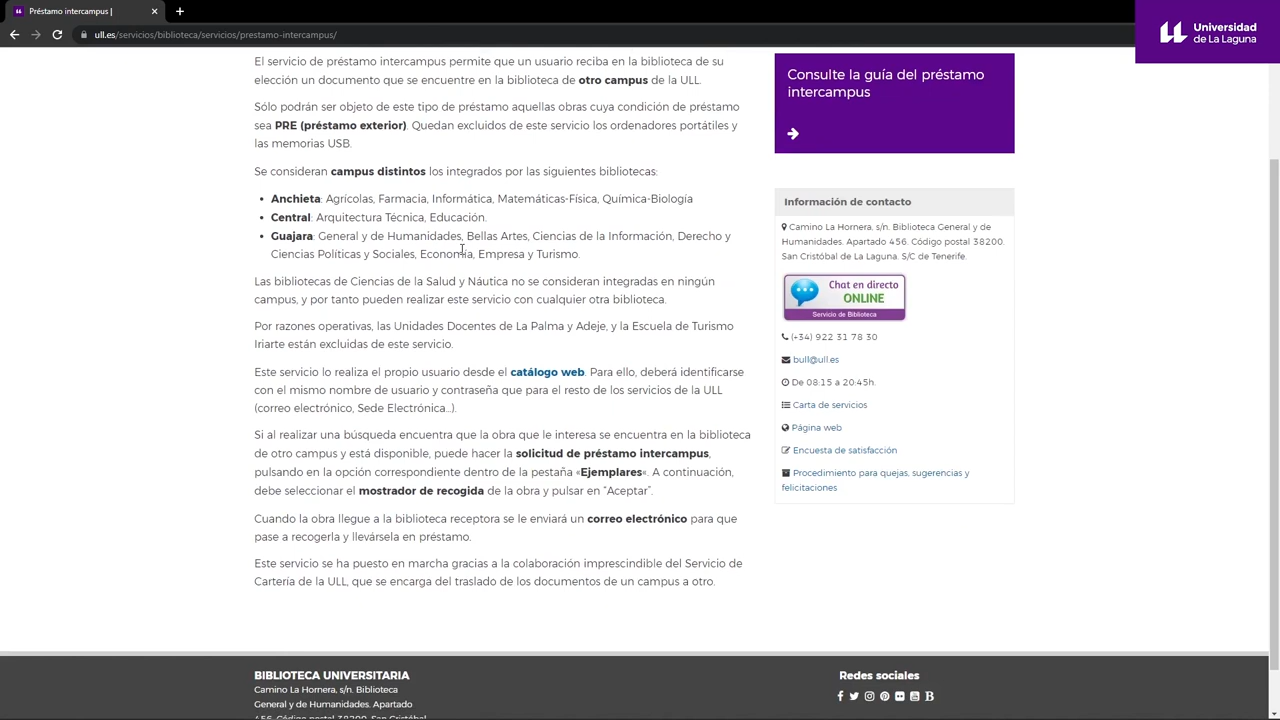 Préstamo intercampus |
ull.es/servicios/biblioteca/servicios/prestamo-intercampus/
Universidad
de La Laguna
El servicio de préstamo intercampus permite que un usuario reciba en la biblioteca de su
elección un documento que se encuentre en la biblioteca de otro campus de la ULL.
Sólo podrán ser objeto de este tipo de préstamo aquellas obras cuya condición de préstamo
sea PRE (préstamo exterior). Quedan excluidos de este servicio los ordenadores portátiles y
las memorias USB.
Se consideran campus distintos los integrados por las siguientes bibliotecas:
• Anchieta: Agrícolas, Farmacia, Informática, Matemáticas-Física, Química-Biología
• Central: Arquitectura Técnica, Educación.
• Guajara: General y de Humanidades, Bellas Artes, Ciencias de la Información, Derecho y
Ciencias Políticas y Sociales, Economía, Empresa y Turismo.
Las bibliotecas de Ciencias de la Salud y Náutica no se consideran integradas en ningún
campus, y por tanto pueden realizar este servicio con cualquier otra biblioteca.
Por razones operativas, las Unidades Docentes de La Palma y Adeje, y la Escuela de Turismo
Iriarte están excluidas de este servicio.
Este servicio lo realiza el propio usuario desde el catálogo web. Para ello, deberá identificarse
con el mismo nombre de usuario y contraseña que para el resto de los servicios de la ULL
(correo electrónico, Sede Electrónica…).
Si al realizar una búsqueda encuentra que la obra que le interesa se encuentra en la biblioteca
de otro campus y está disponible, puede hacer la solicitud de préstamo intercampus,
pulsando en la opción correspondiente dentro de la pestaña «Ejemplares«. A continuación,
debe seleccionar el mostrador de recogida de la obra y pulsar en “Aceptar”.
Cuando la obra llegue a la biblioteca receptora se le enviará un correo electrónico para que
pase a recogerla y llevársela en préstamo.
Este servicio se ha puesto en marcha gracias a la colaboración imprescindible del Servicio de
Cartería de la ULL, que se encarga del traslado de los documentos de un campus a otro.
Consulte la guía del préstamo
intercampus
Información de contacto
Camino La Hornera, s/n. Biblioteca General y de
Humanidades. Apartado 456. Código postal 38200.
San Cristóbal de La Laguna. S/C de Tenerife.
Chat en directo
ONLINE
Servicio de Biblioteca
(+34) 922 31 78 30
bull@ull.es
De 08:15 a 20:45h.
Carta de servicios
Página web
Encuesta de satisfacción
Procedimiento para quejas, sugerencias y
felicitaciones
BIBLIOTECA UNIVERSITARIA
Camino La Hornera, s/n. Biblioteca
General y de Humanidades. Apartado
456. Código postal 38200. San Cristóbal
Redes sociales